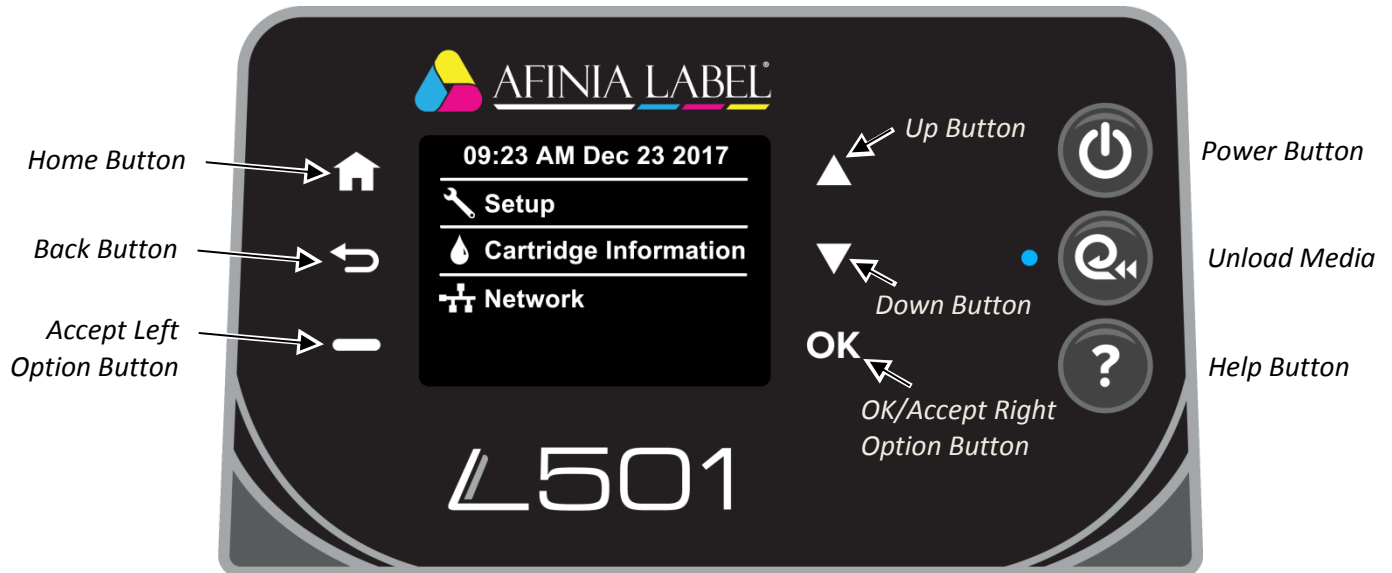 AFINIA LABEL®
Home Button
Back Button
Accept Left
Option Button
09:23 AM Dec 23 2017
Setup
Cartridge Information
Network
Up Button
Down Button
OK
OK/Accept Right
Option Button
Power Button
Unload Media
?
Help Button
L501